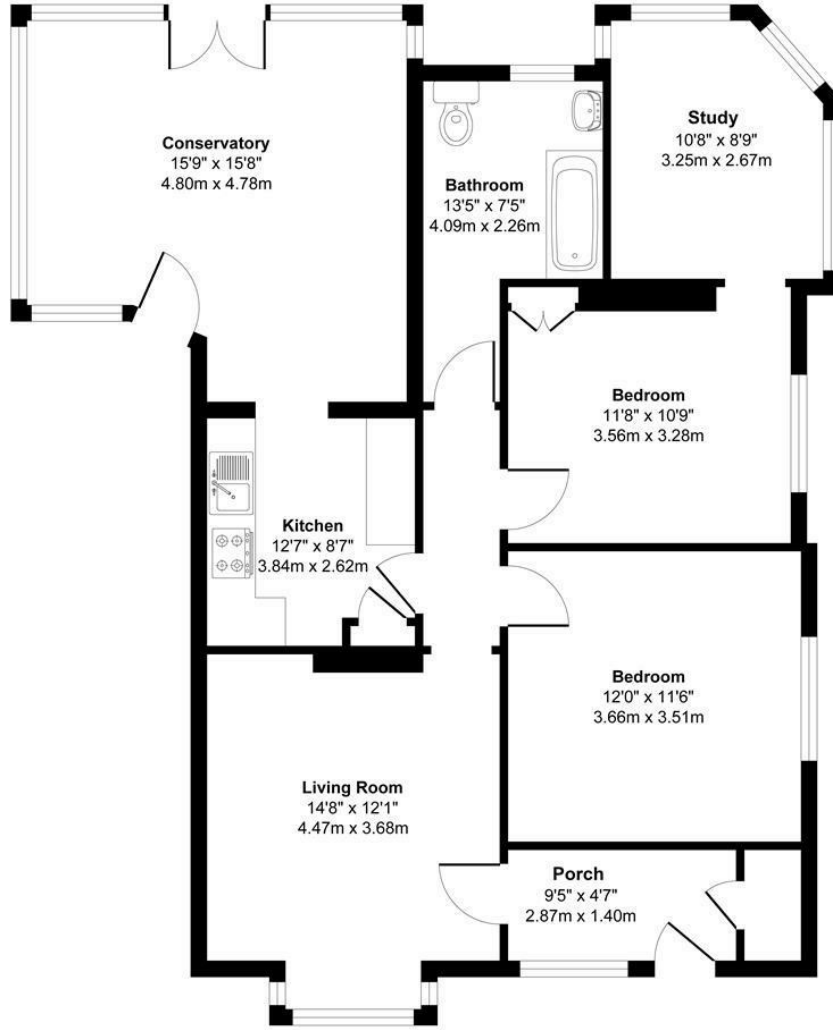 Conservatory
15'9" x 15'8"
4.80m x 4.78m
Study
10'8" x 8'9"
3.25m x 2.67m
Bathroom
13'5" x 7'5"
4.09m x 2.26m
Bedroom
11'8" x 10'9"
3.56m x 3.28m
Kitchen
12'7" x 8'7"
3.84m x 2.62m
Bedroom
12'0" x 11'6"
3.66m x 3.51m
Living Room
14'8" x 12'1"
4.47m x 3.68m
Porch
9'5" x 4'7"
2.87m x 1.40m